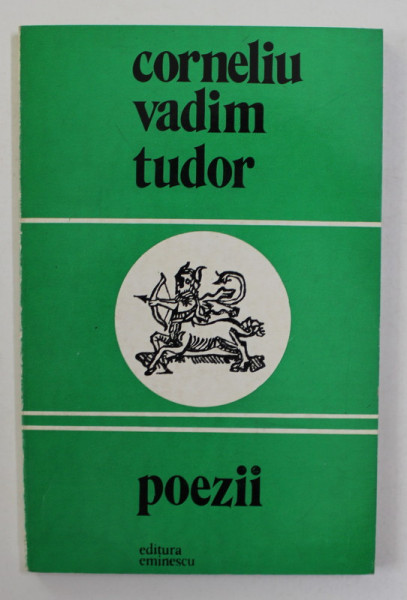 corneliu
vadim
tudor
poezii
editura
eminescu